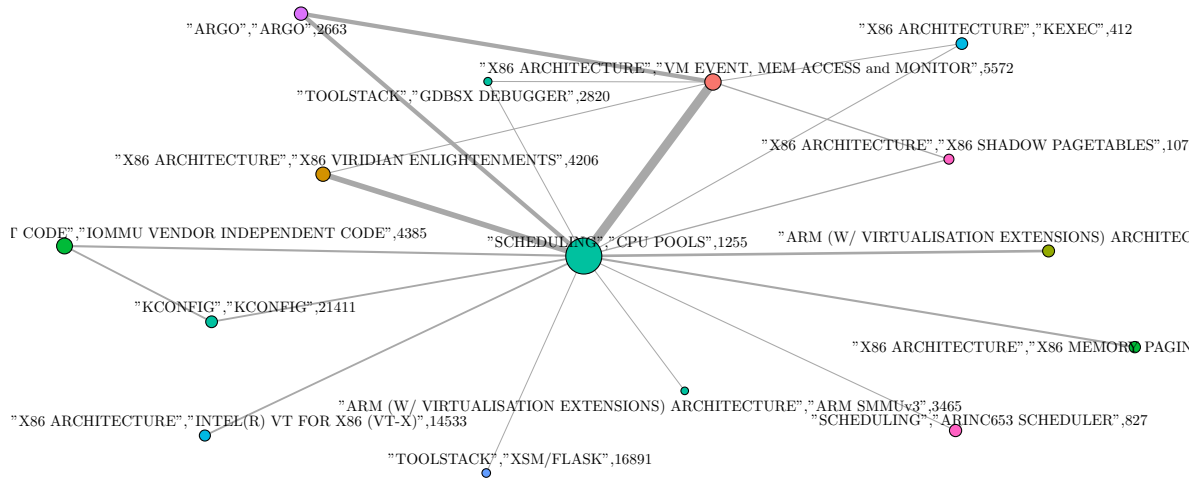 "ARGO","ARGO",2663
"X86 ARCHITECTURE","KEXEC",412
"X86 ARCHITECTURE","VM EVENT, MEM ACCESS and MONITOR",5572
"TOOLSTACK","GDBSX DEBUGGER",2820
"X86 ARCHITECTURE","X86 SHADOW PAGETABLES",107
"X86 ARCHITECTURE","X86 VIRIDIAN ENLIGHTENMENTS",4206
CODE","IOMMU VENDOR INDEPENDENT CODE",4385
"SCHEDULING","CPU POOLS",1255
"ARM (W/ VIRTUALISATION EXTENSIONS) ARCHITEC
"KCONFIG","KCONFIG",21411
"X86 ARCHITECTURE","X86 MEMORY PAGIN
"ARM (W/ VIRTUALISATION EXTENSIONS) ARCHITECTURE","ARM SMMUv3",3465
"X86 ARCHITECTURE","INTEL(R) VT FOR X86 (VT-X)",14533
"SCHEDULING","ARINC653 SCHEDULER",827
"TOOLSTACK","XSM/FLASK",16891